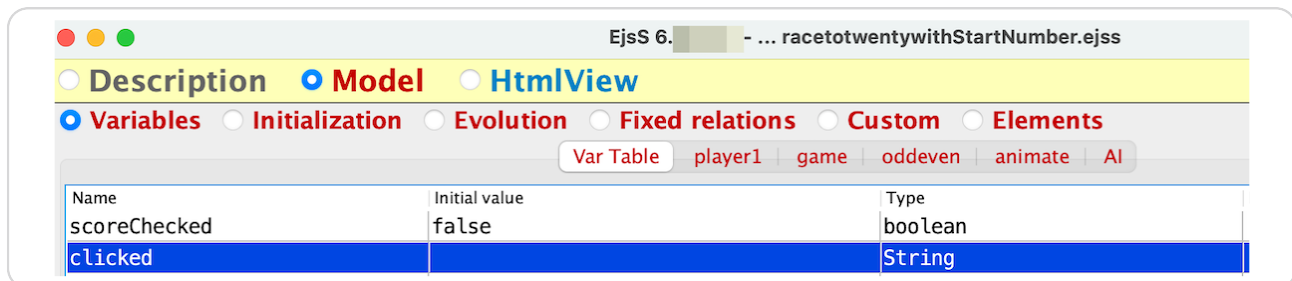 EjsS 6. - ... racetotwentywithStartNumber.ejss
Description Model HtmlView
Variables Initialization Evolution Fixed relations Custom Elements
Var Table player1 game oddeven animate AI
Name Initial value Type
scoreChecked false boolean
clicked String